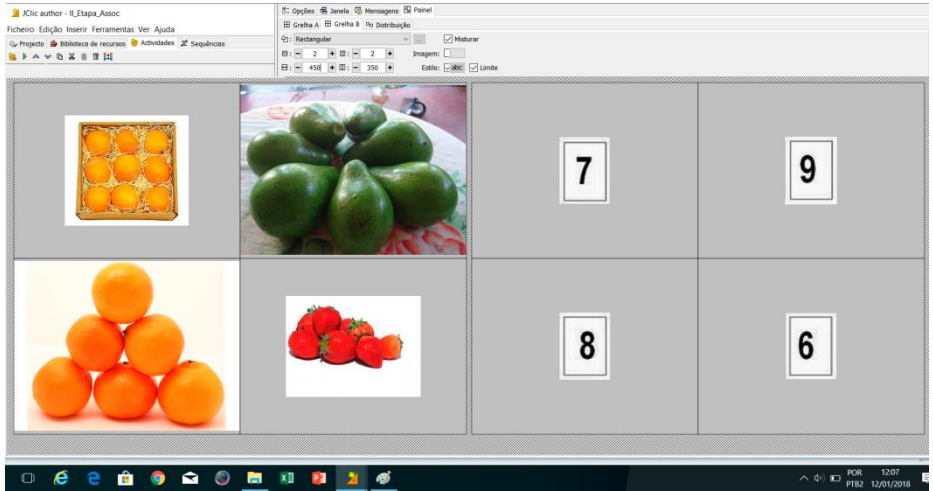 JClic author - II_Etapa_Assoc
Ficheiro Edição Inserir Ferramentas Ver Ajuda
Projecto Biblioteca de recursos Actividades Sequências
Opções Janela Mensagens Painel
Grelha A Grelha B Distribuição
Rectangular ... Misturar
- 2 + : - 2 + Imagem:
- 450 + : - 350 + Estilo: abc Limite
7 9
8 6
POR 12:07
PTB2 12/01/2018